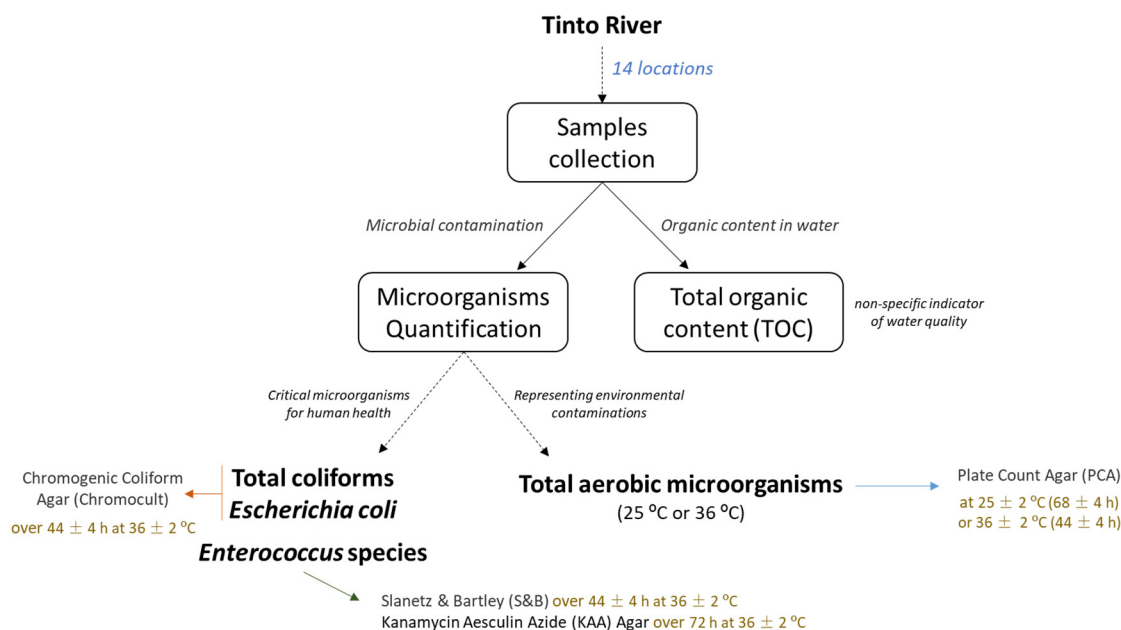 Tinto River
14 locations
Samples
collection
Microbial contamination
Organic content in water
Microorganisms
Quantification
Total organic
content (TOC)
non-specific indicator
of water quality
Critical microorganisms
for human health
Representing environmental
contaminations
Chromogenic Coliform
Agar (Chromocult)
over 44 ± 4 h at 36 ± 2 ºC
Total coliforms
Escherichia coli
Enterococcus species
Total aerobic microorganisms
(25 ºC or 36 ºC)
Plate Count Agar (PCA)
at 25 ± 2 ºC (68 ± 4 h)
or 36 ± 2 ºC (44 ± 4h)
Slanetz & Bartley (S&B) over 44 ± 4 h at 36 ± 2 ºC
Kanamycin Aesculin Azide (KAA) Agar over 72 h at 36 ± 2 ºC